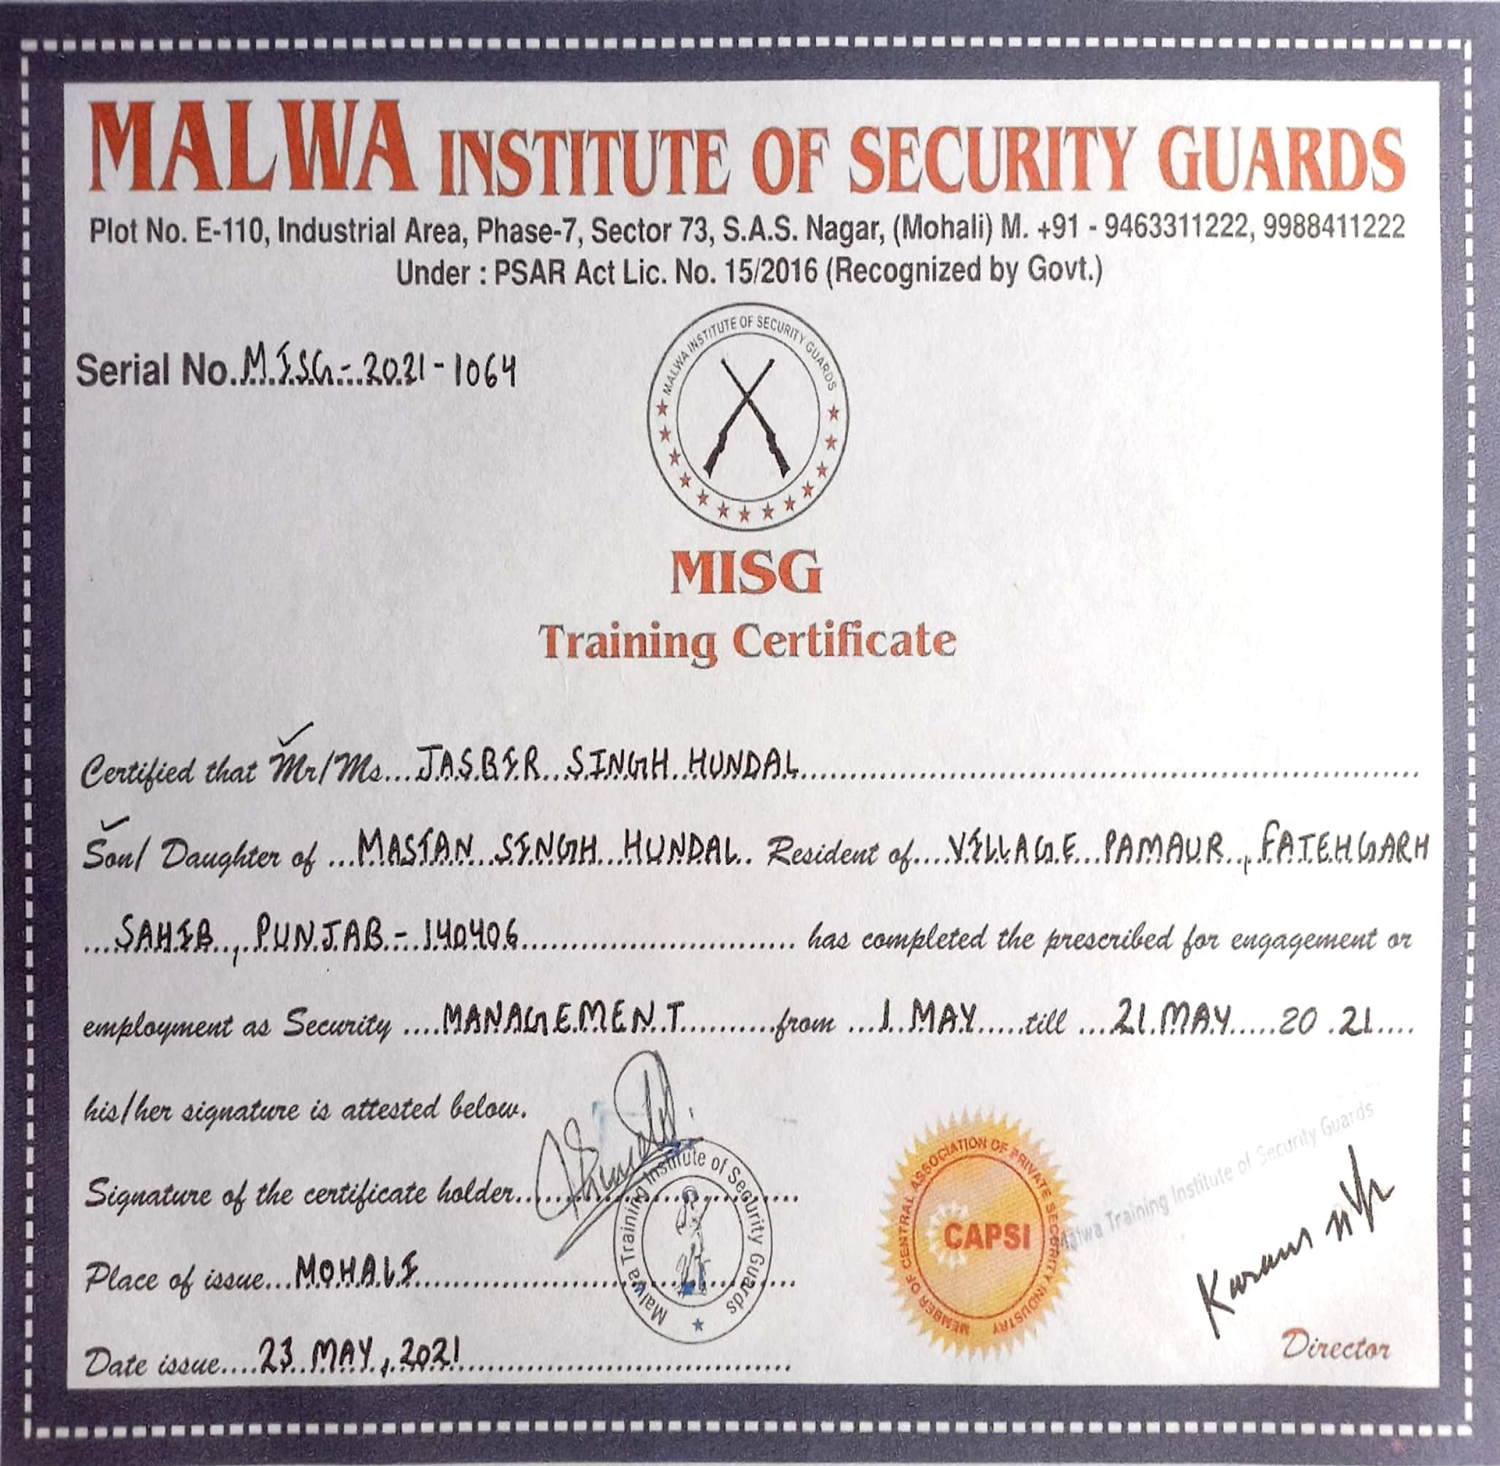 MALWA INSTITUTE OF SECURITY GUARDS
Plot No. E-110, Industrial Area, Phase-7, Sector 73, S.A.S. Nagar, (Mohali) M. +91 - 9463311222, 9988411222
Under : PSAR Act Lic. No. 15/2016 (Recognized by Govt.)
Serial No. MISG-2021-1064
MALWA INSTITUTE OF SECURITY GUARDS
MISG
Training Certificate
Certified that Mr/Ms...JASBIR SINGH HUNDAL
Son/ Daughter of ...MASTAN SINGH HUNDAL.. Resident of....VILLAGE PAMAUR, FATEHGARH
...SAHIB, PUNJAB-140406... has completed the prescribed for engagement or
employment as Security ....MANAGEMENT....from ...1 MAY....till ...21 MAY.....20.21....
his/her signature is attested below.
Signature of the certificate holder...
Malwa Training Institute of Security Guards
Place of issue...MOHALI
Date issue....23 MAY, 2021
MEMBER OF CENTRAL ASSOCIATION OF PRIVATE SECURITY INDUSTRY
CAPSI
Malwa Training Institute of Security Guards
Director